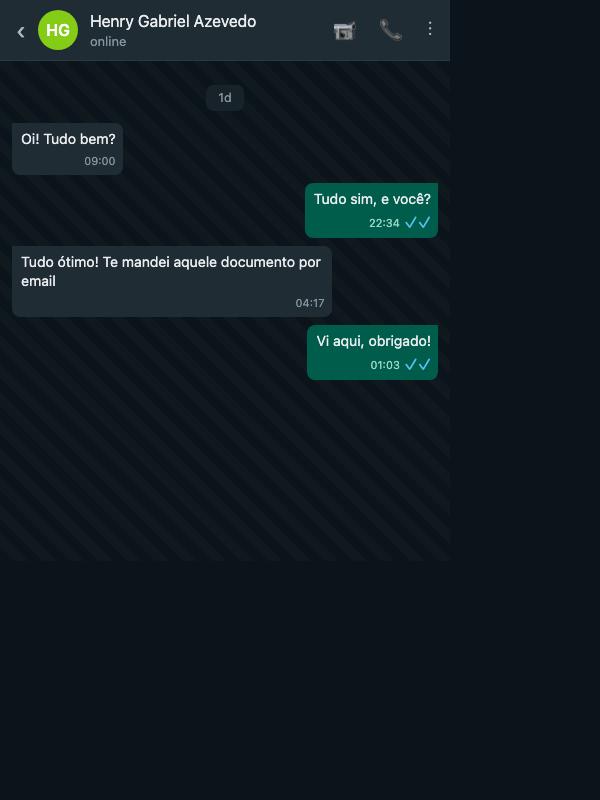 HG
Henry Gabriel Azevedo
online
1d
Oi! Tudo bem?
09:00
Tudo sim, e você?
22:34
Tudo ótimo! Te mandei aquele documento por
email
04:17
Vi aqui, obrigado!
01:03